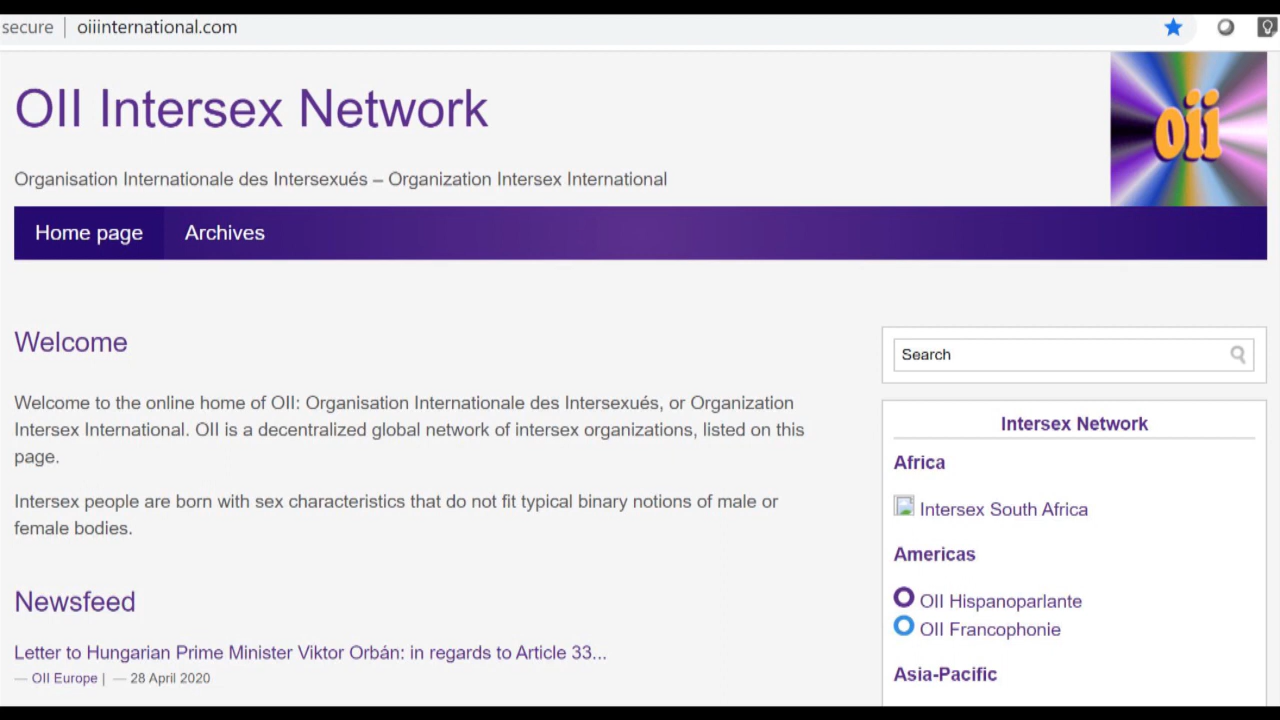 secure | oiiinternational.com
OII Intersex Network
oii
Organisation Internationale des Intersexués – Organization Intersex International
Home page Archives
Welcome
Welcome to the online home of OII: Organisation Internationale des Intersexués, or Organization
Intersex International. OII is a decentralized global network of intersex organizations, listed on this
page.
Intersex people are born with sex characteristics that do not fit typical binary notions of male or
female bodies.
Newsfeed
Letter to Hungarian Prime Minister Viktor Orbán: in regards to Article 33...
— OII Europe | — 28 April 2020
Search
Intersex Network
Africa
Intersex South Africa
Americas
OII Hispanoparlante
OII Francophonie
Asia-Pacific